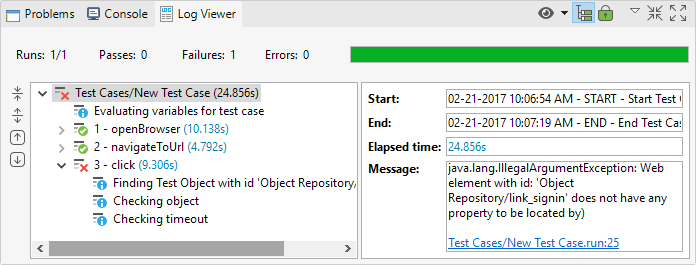 Problems Console Log Viewer
Runs: 1/1 Passes: 0 Failures: 1 Errors: 0
Test Cases/New Test Case (24.856s)
Evaluating variables for test case
1 - openBrowser (10.138s)
2 - navigateToUrl (4.792s)
3 - click (9.306s)
Finding Test Object with id 'Object Repository/
Checking object
Checking timeout
Start: 02-21-2017 10:06:54 AM - START - Start Test
End: 02-21-2017 10:07:19 AM - END - End Test Cas
Elapsed time: 24.856s
Message: java.lang.IllegalArgumentException: Web
element with id: 'Object
Repository/link_signin' does not have any
property to be located by)
Test Cases/New Test Case.run:25